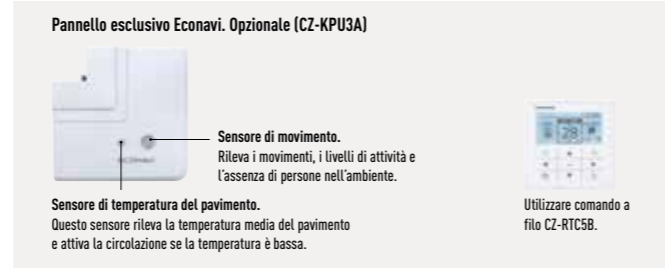 Pannello esclusivo Econavi. Opzionale (CZ-KPU3A)
Sensore di movimento.
Rileva i movimenti, i livelli di attività e
l'assenza di persone nell'ambiente.
Sensore di temperatura del pavimento.
Questo sensore rileva la temperatura media del pavimento
e attiva la circolazione se la temperatura è bassa.
28
Utilizzare comando a
filo CZ-RTC5B.